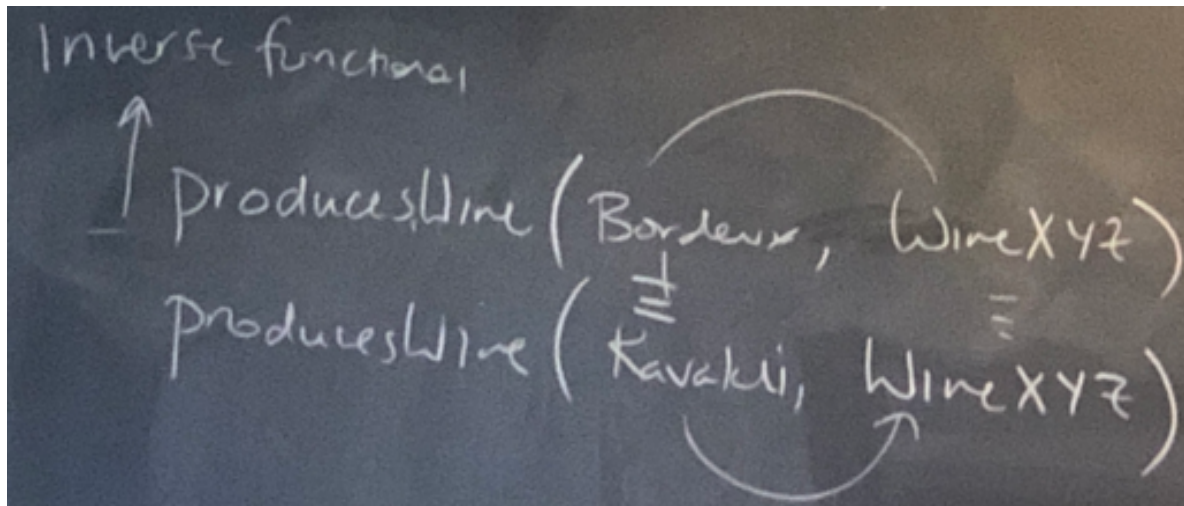 Inverse functional
producesWine (Bordeux, WineXYZ)
producesWine (Kavakli, WineXYZ)